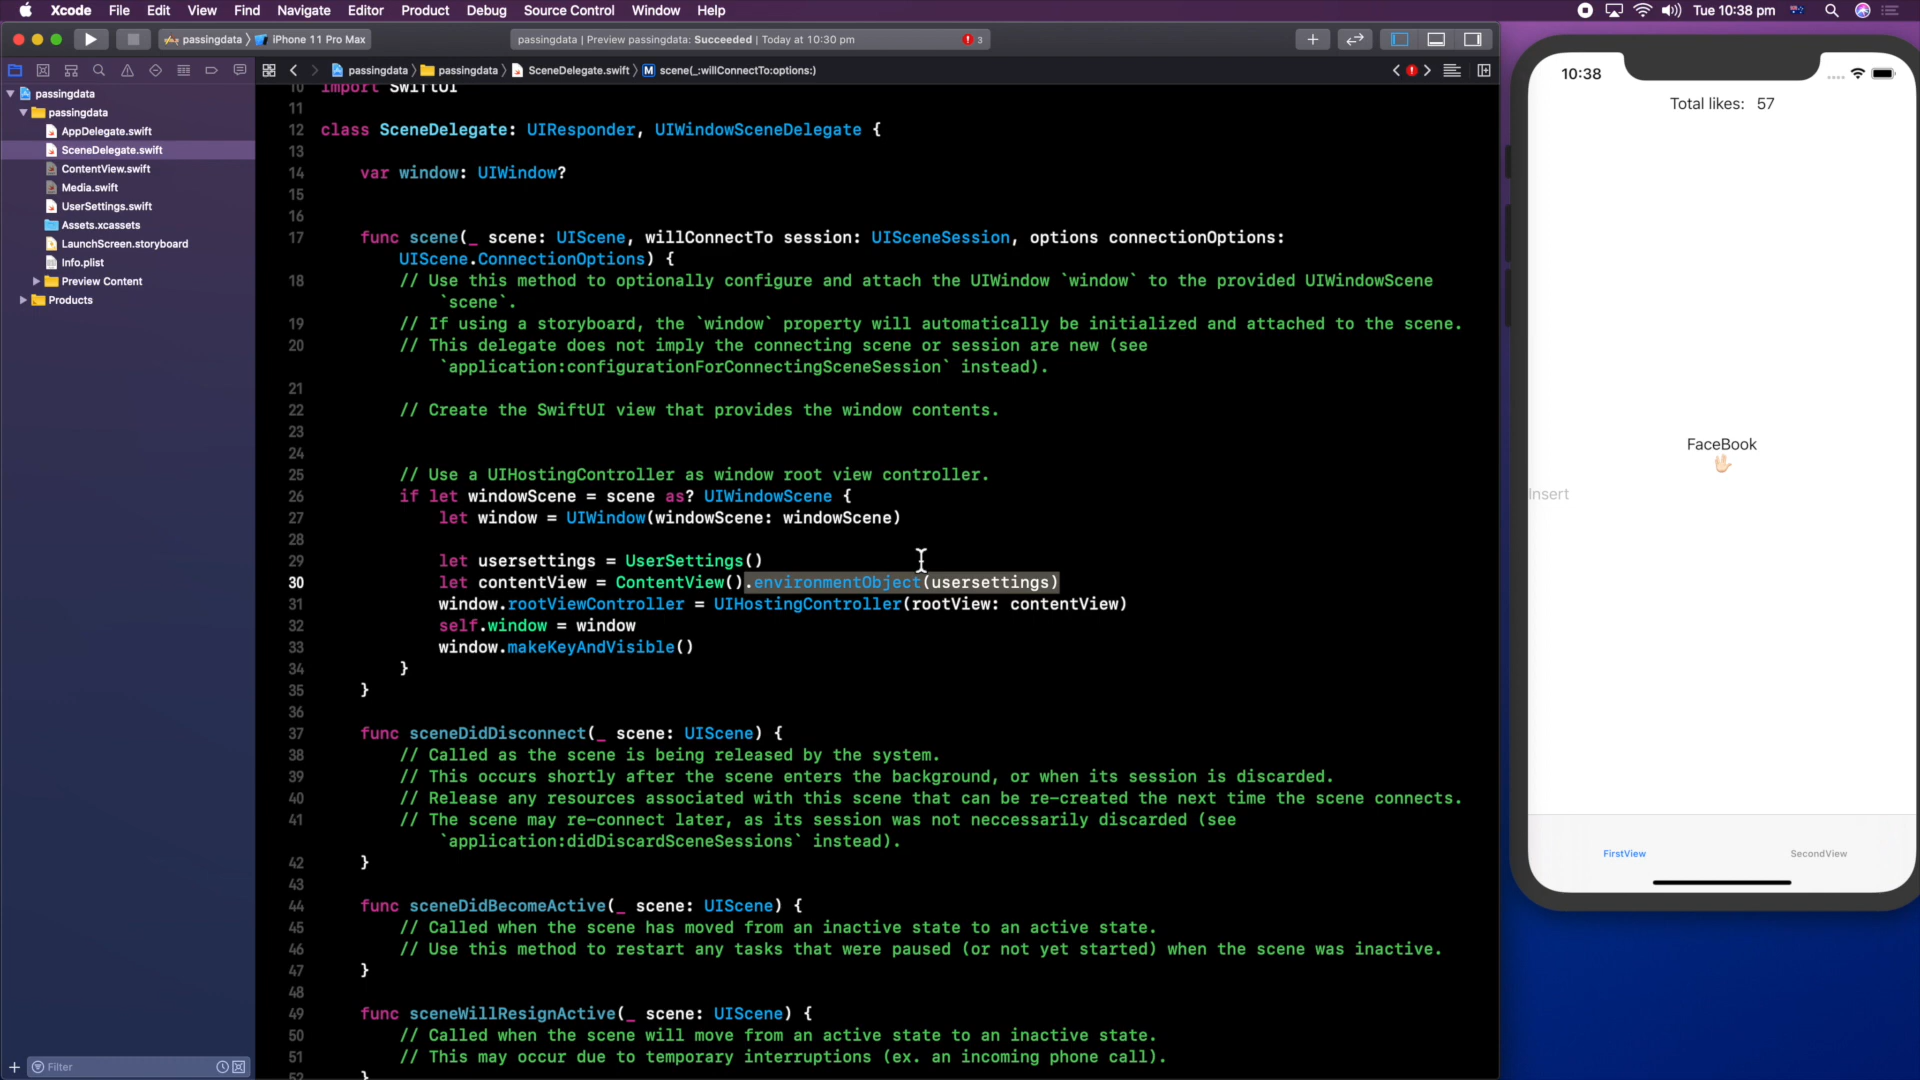 Xcode File Edit View Find Navigate Editor Product Debug Source Control Window Help
Tue 10:38 pm
passingdata iPhone 11 Pro Max
passingdata | Preview passingdata: Succeeded | Today at 10:30 pm
3
passingdata passingdata SceneDelegate.swift M scene(_:willConnectTo:options:)
passingdata
passingdata
AppDelegate.swift
SceneDelegate.swift
ContentView.swift
Media.swift
UserSettings.swift
Assets.xcassets
LaunchScreen.storyboard
Info.plist
Preview Content
Products
Filter
10 import SwiftUI
11
12 class SceneDelegate: UIResponder, UIWindowSceneDelegate {
13
14 var window: UIWindow?
15
16
17 func scene(_ scene: UIScene, willConnectTo session: UISceneSession, options connectionOptions:
UIScene.ConnectionOptions) {
18 // Use this method to optionally configure and attach the UIWindow `window` to the provided UIWindowScene
`scene`.
19 // If using a storyboard, the `window` property will automatically be initialized and attached to the scene.
20 // This delegate does not imply the connecting scene or session are new (see
`application:configurationForConnectingSceneSession` instead).
21
22 // Create the SwiftUI view that provides the window contents.
23
24
25 // Use a UIHostingController as window root view controller.
26 if let windowScene = scene as? UIWindowScene {
27 let window = UIWindow(windowScene: windowScene)
28
29 let usersettings = UserSettings()
30 let contentView = ContentView().environmentObject(usersettings)
31 window.rootViewController = UIHostingController(rootView: contentView)
32 self.window = window
33 window.makeKeyAndVisible()
34 }
35 }
36
37 func sceneDidDisconnect(_ scene: UIScene) {
38 // Called as the scene is being released by the system.
39 // This occurs shortly after the scene enters the background, or when its session is discarded.
40 // Release any resources associated with this scene that can be re-created the next time the scene connects.
41 // The scene may re-connect later, as its session was not neccessarily discarded (see
`application:didDiscardSceneSessions` instead).
42 }
43
44 func sceneDidBecomeActive(_ scene: UIScene) {
45 // Called when the scene has moved from an inactive state to an active state.
46 // Use this method to restart any tasks that were paused (or not yet started) when the scene was inactive.
47 }
48
49 func sceneWillResignActive(_ scene: UIScene) {
50 // Called when the scene will move from an active state to an inactive state.
51 // This may occur due to temporary interruptions (ex. an incoming phone call).
52 }
10:38
Total likes: 57
FaceBook
Insert
FirstView SecondView